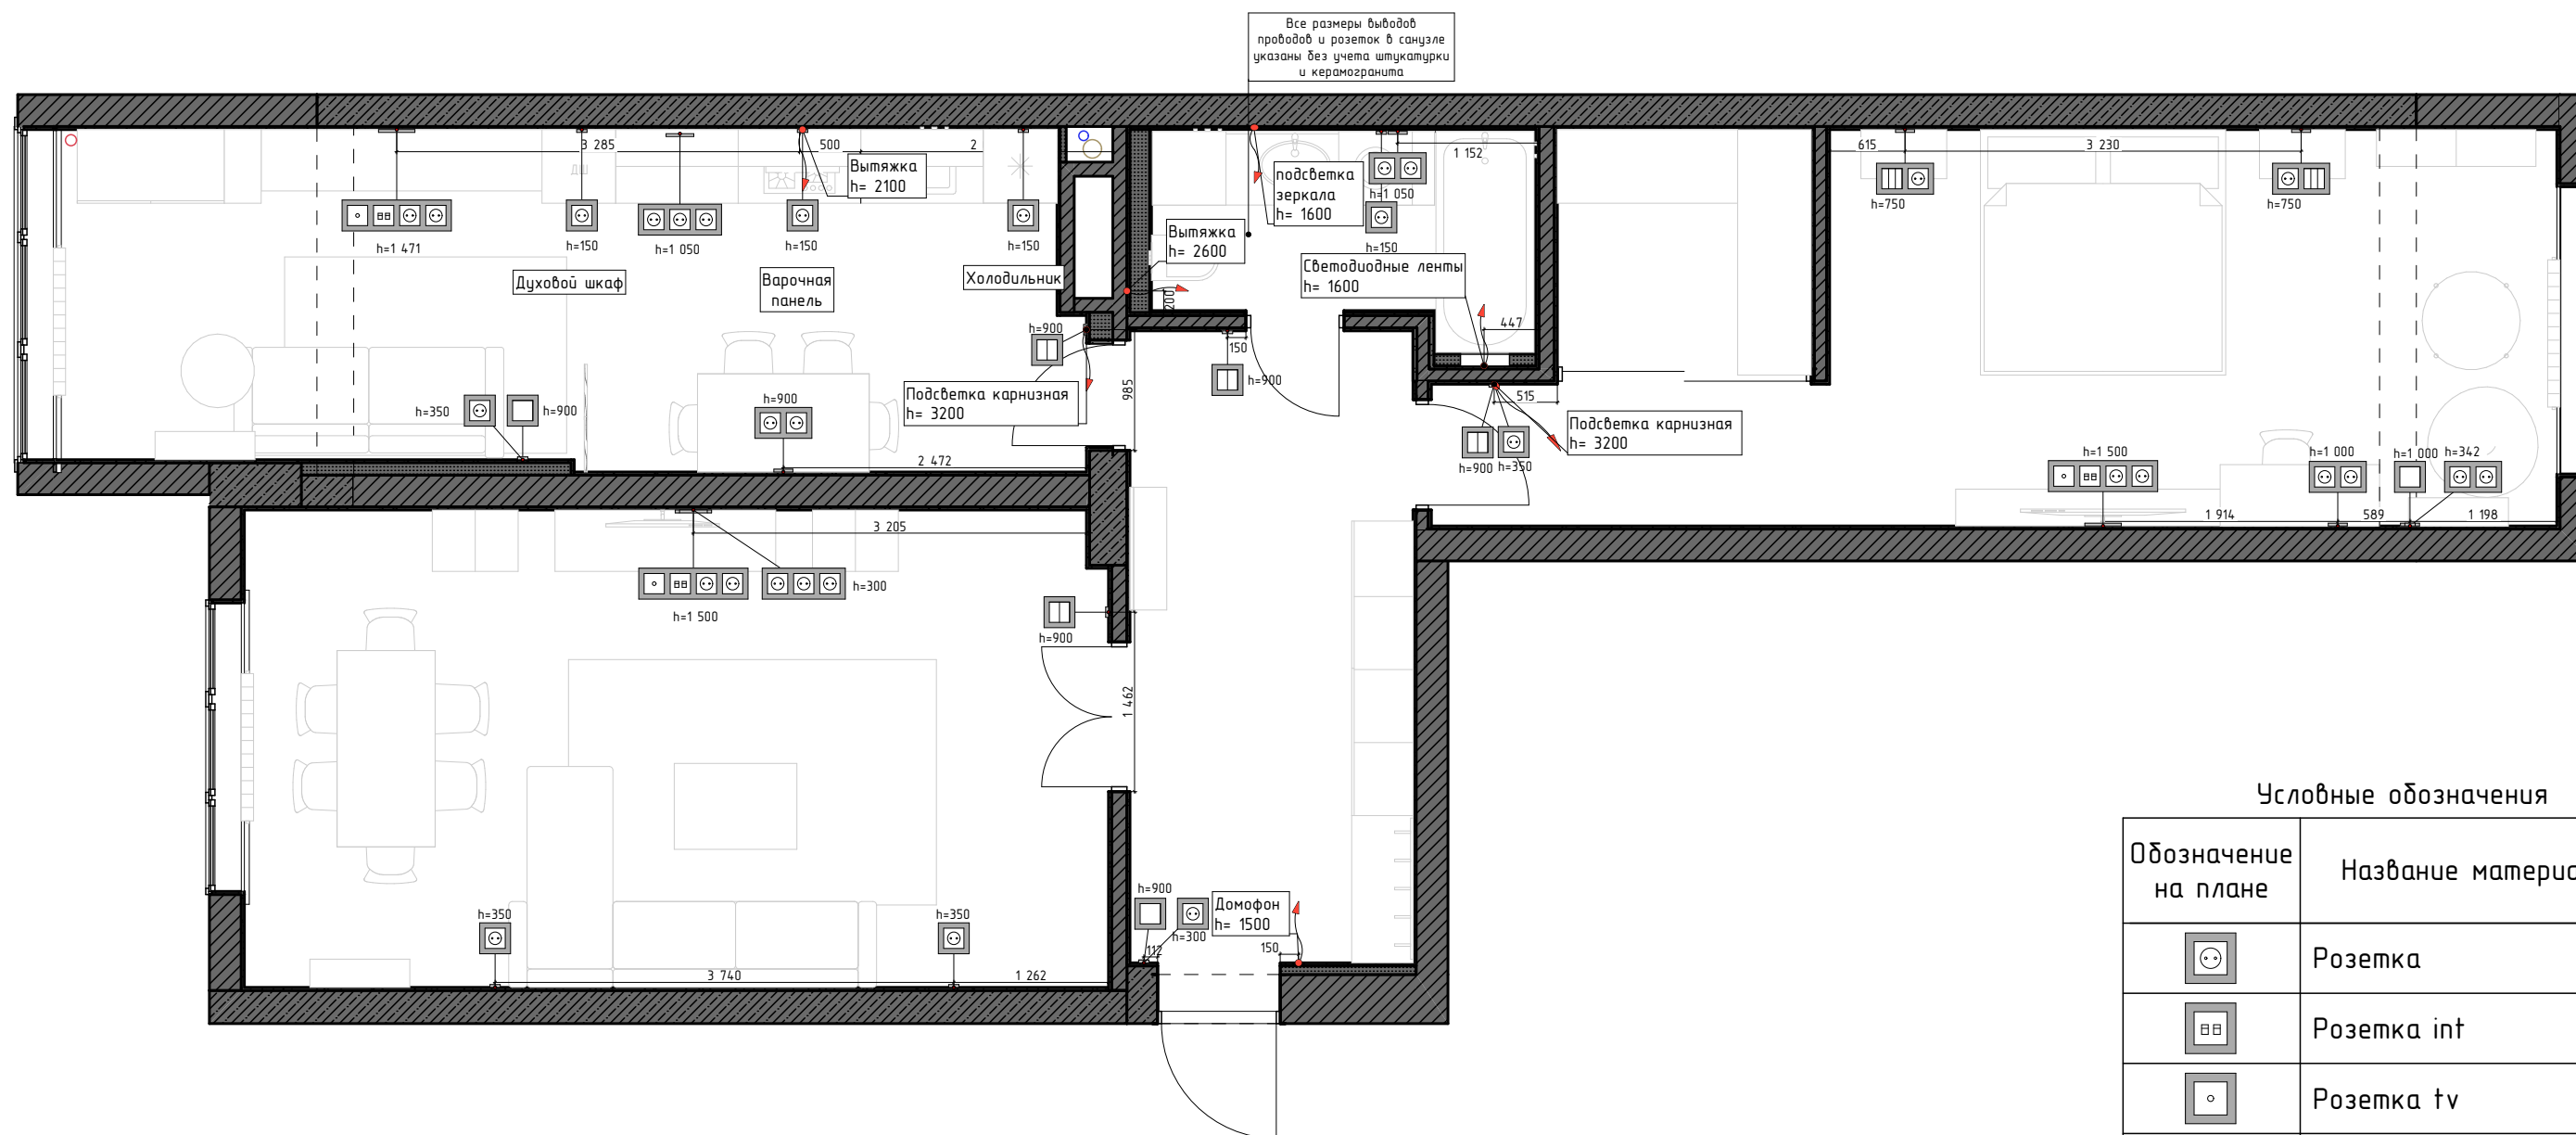 Все размеры выводов
проводов и розеток в санузле
указаны без учета штукатурки
и керамогранита
3 285
500
2
Вытяжка
h= 2100
1 152
615
3 230
подсветка
зеркала
h= 1600
h=1 050
h=750
h=750
h=1 471
h=150
h=1 050
h=150
h=150
h=150
Вытяжка
h= 2600
Светодиодные ленты
h= 1600
Духовой шкаф
Варочная
панель
Холодильник
200
h=900
150
447
h=900
985
Подсветка карнизная
h= 3200
515
Подсветка карнизная
h= 3200
h=350
h=900
h=900
2 472
h=900
h=350
h=1 500
h=1 000
h=1 000
h=342
1 914
589
1 198
3 205
h=300
h=1 500
h=900
1 462
Условные обозначения
Обозначение
на плане
Название материа
Розетка
Розетка int
Розетка tv
h=900
Домофон
h= 1500
h=300
112
150
h=350
h=350
3 740
1 262